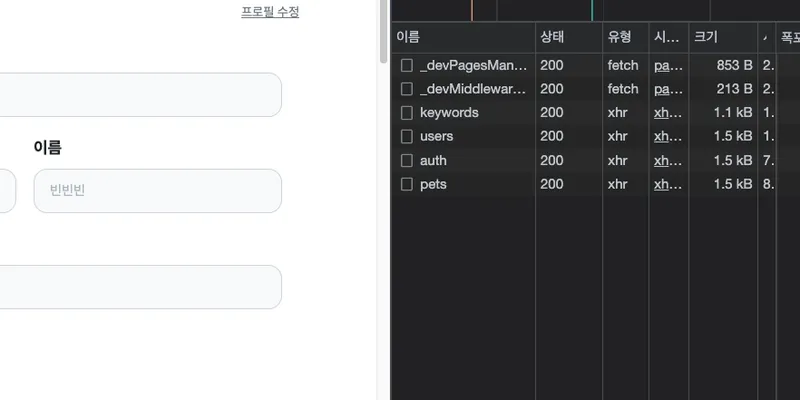 프로필 수정
이름
빈빈빈
이름 상태 유형 시... 크기
_devPagesMan... 200 fetch pa... 853 B 2.
_devMiddlewar... 200 fetch pa... 213 B 2.
keywords 200 xhr xh... 1.1 kB 1.
users 200 xhr xh... 1.5 kB 1.
auth 200 xhr xh... 1.5 kB 7.
pets 200 xhr xh... 1.5 kB 8.